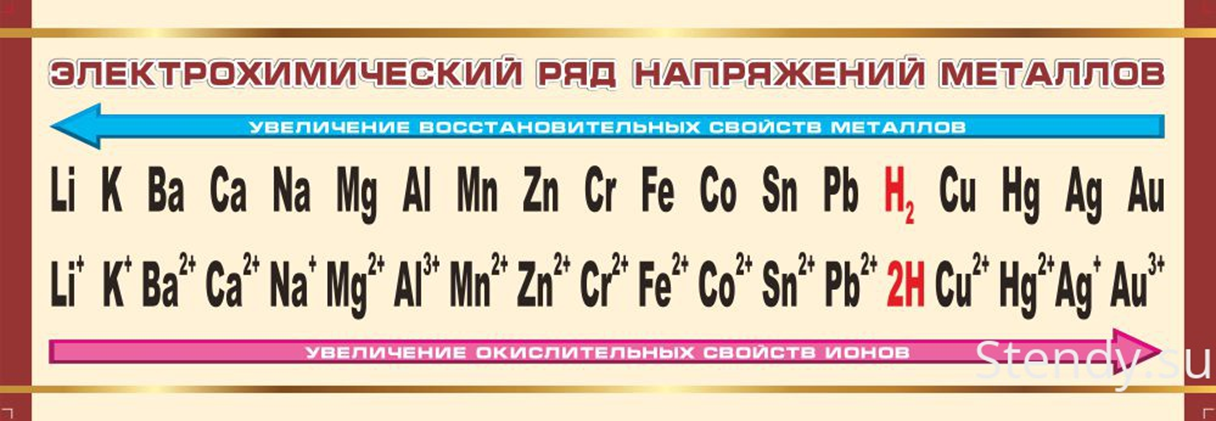 ЭЛЕКТРОХИМИЧЕСКИЙ РЯД НАПРЯЖЕНИЙ МЕТАЛЛОВ
УВЕЛИЧЕНИЕ ВОССТАНОВИТЕЛЬНЫХ СВОЙСТВ МЕТАЛЛОВ
Li K Ba Ca Na Mg Al Mn Zn Cr Fe Co Sn Pb H₂ Cu Hg Ag Au
Li⁺ K⁺ Ba²⁺ Ca²⁺ Na⁺ Mg²⁺ Al³⁺ Mn²⁺ Zn²⁺ Cr²⁺ Fe²⁺ Co²⁺ Sn²⁺ Pb²⁺ 2H Cu²⁺ Hg²⁺ Ag⁺ Au³⁺
УВЕЛИЧЕНИЕ ОКИСЛИТЕЛЬНЫХ СВОЙСТВ ИОНОВ
Stendy.su